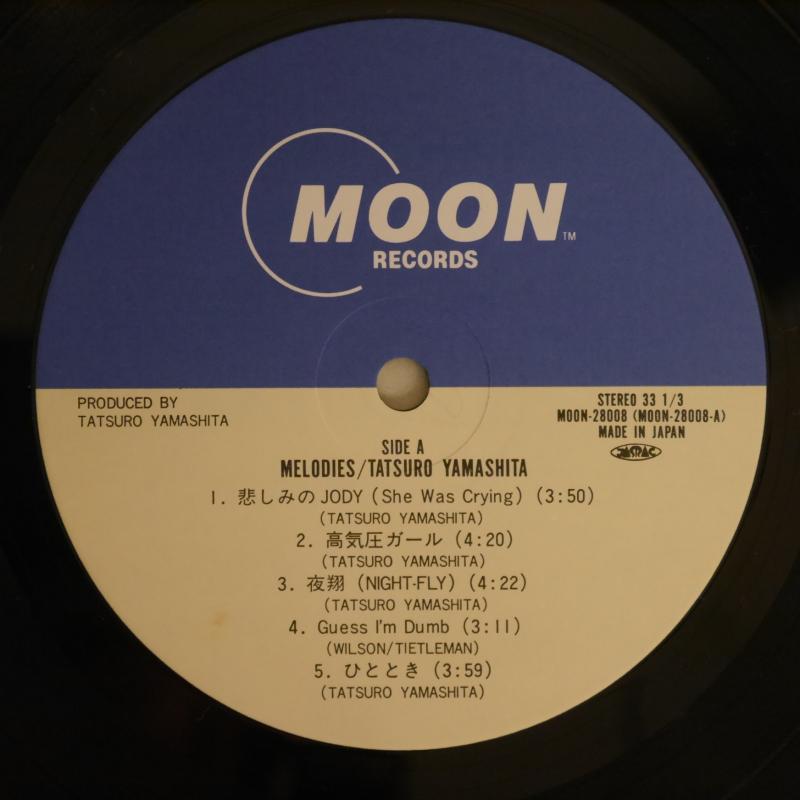 MOON™
RECORDS
PRODUCED BY
TATSURO YAMASHITA
STEREO 33 1/3
MOON-28008 (MOON-28008-A)
MADE IN JAPAN
JASRAC
SIDE A
MELODIES/TATSURO YAMASHITA
1. 悲しみのJODY (She Was Crying) (3:50)
(TATSURO YAMASHITA)
2. 高気圧ガール (4:20)
(TATSURO YAMASHITA)
3. 夜翔 (NIGHT-FLY) (4:22)
(TATSURO YAMASHITA)
4. Guess I'm Dumb (3:11)
(WILSON/TIETLEMAN)
5. ひととき (3:59)
(TATSURO YAMASHITA)